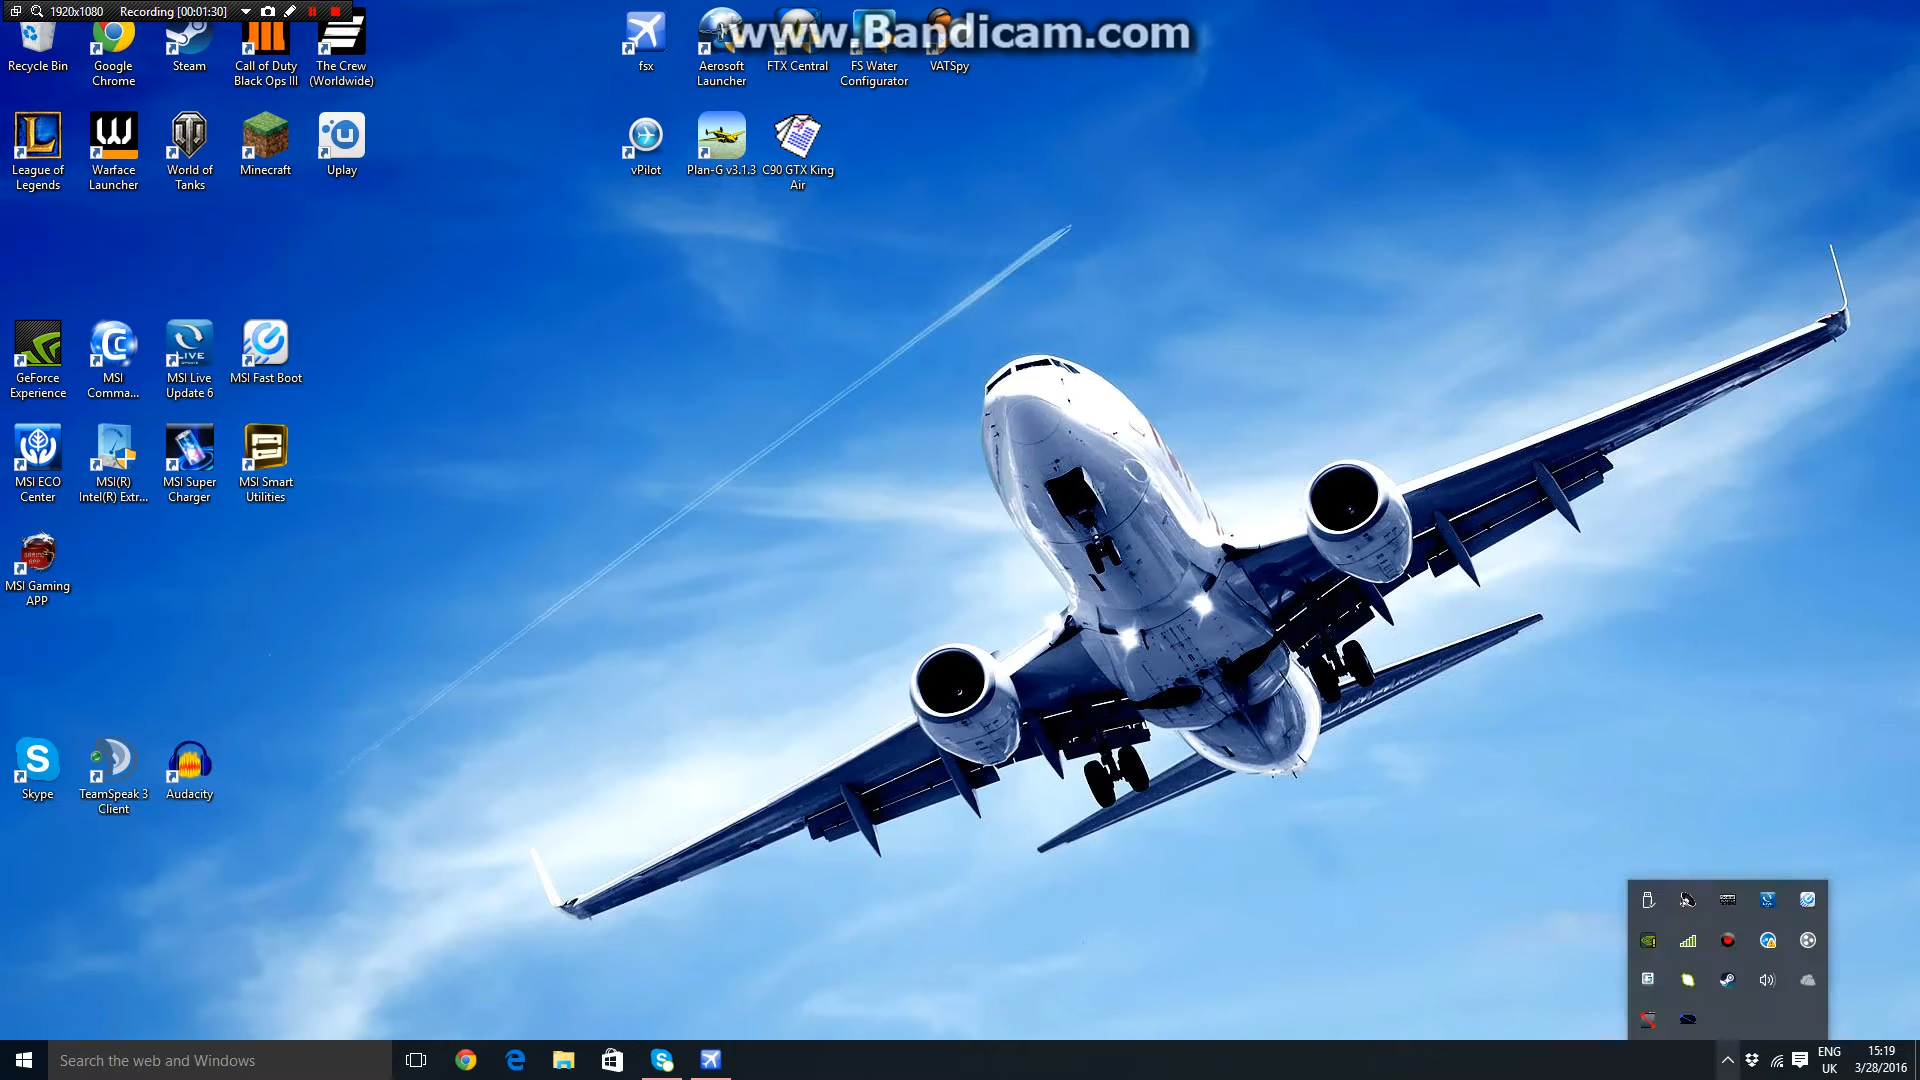 1920x1080 Recording [00:01:30]
www.Bandicam.com
Recycle Bin
Google
Chrome
Steam
Call of Duty
Black Ops III
The Crew
(Worldwide)
fsx
Aerosoft
Launcher
FTX Central
FS Water
Configurator
VATSpy
League of
Legends
Warface
Launcher
World of
Tanks
Minecraft
Uplay
vPilot
Plan-G v3.1.3
C90 GTX King
Air
GeForce
Experience
MSI
Comma...
MSI Live
Update 6
MSI Fast Boot
MSI ECO
Center
MSI(R)
Intel(R) Extr...
MSI Super
Charger
MSI Smart
Utilities
MSI Gaming
APP
Skype
TeamSpeak 3
Client
Audacity
Search the web and Windows
ENG
UK
15:19
3/28/2016